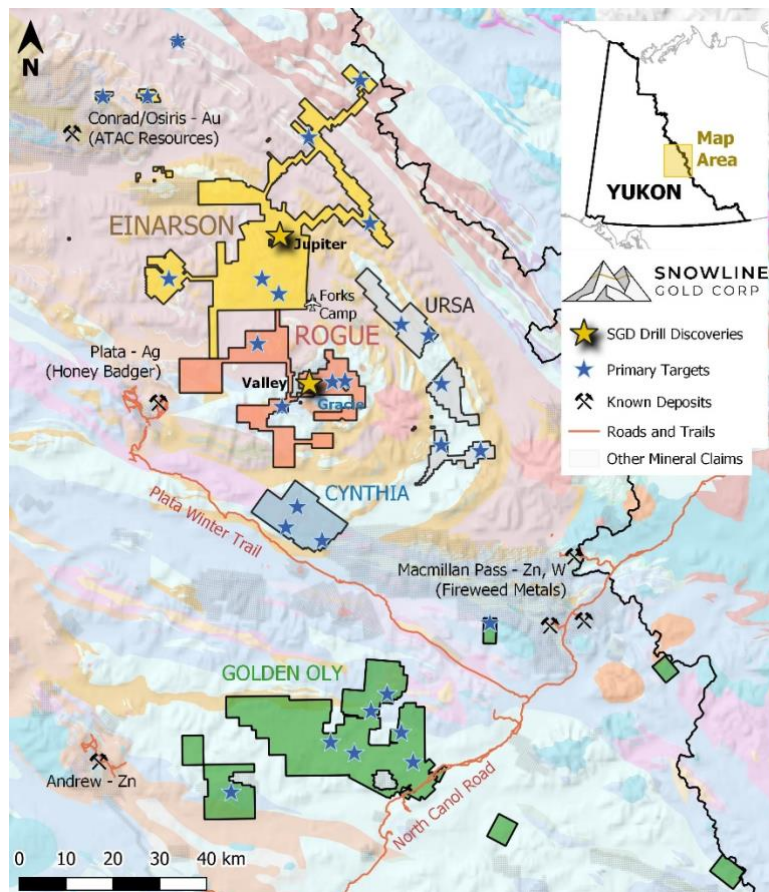 N
Conrad/Osiris - Au
(ATAC Resources)
EINARSON
Jupiter
Forks
Camp
URSA
ROGUE
Plata - Ag
(Honey Badger)
Valley
Gracie
CYNTHIA
Plata Winter Trail
Macmillan Pass - Zn, W
(Fireweed Metals)
GOLDEN OLY
Andrew - Zn
North Canol Road
0 10 20 30 40 km
Map
Area
YUKON
SNOWLINE
GOLD CORP
SGD Drill Discoveries
Primary Targets
Known Deposits
Roads and Trails
Other Mineral Claims